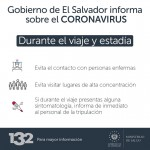 Gobierno de El Salvador informa
sobre el CORONAVIRUS
Durante el viaje y estadía
Evita el contacto con personas enfermas
Evita visitar lugares de alta concentración
Si durante el viaje presentas alguna
sintomatología, informa de inmediato
al personal de la tripulación
132
Para mayor información